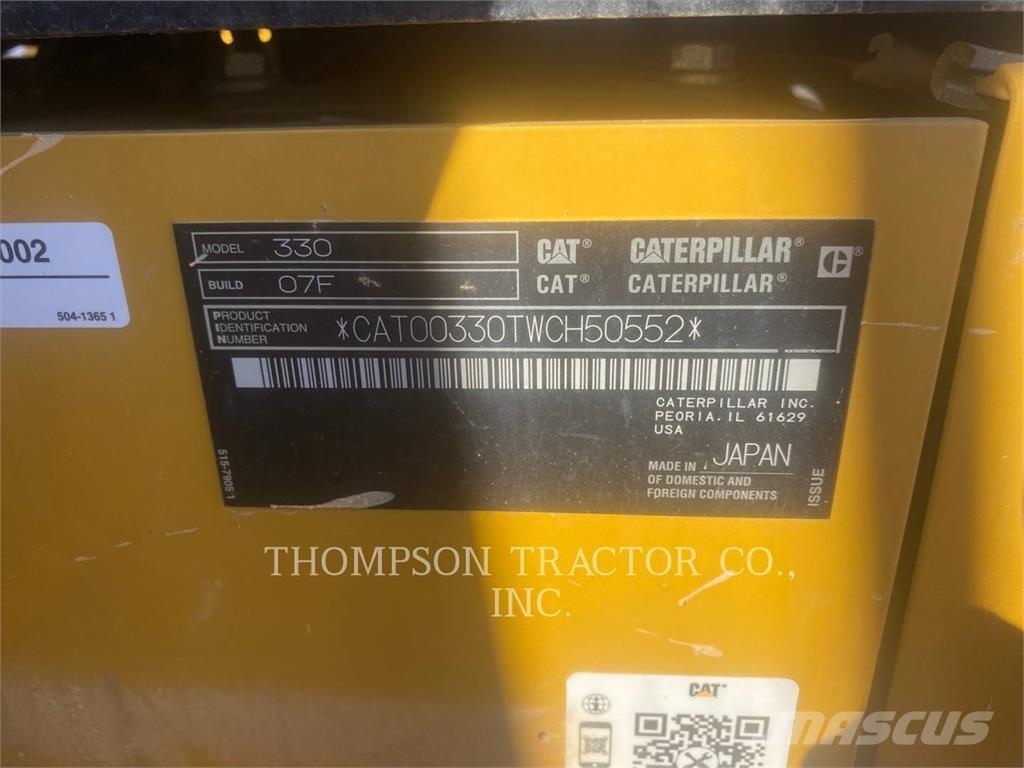 002
504-1365 1
MODEL 330
BUILD 07F
CAT® CATERPILLAR® ®
CAT® CATERPILLAR®
PRODUCT
IDENTIFICATION
NUMBER
*CAT00330TWCH50552*
CATERPILLAR INC.
PEORIA, IL 61629
USA
MADE IN JAPAN
OF DOMESTIC AND
FOREIGN COMPONENTS
515-7905 1
ISSUE
THOMPSON TRACTOR CO.,
INC.
CAT®
MASCUS